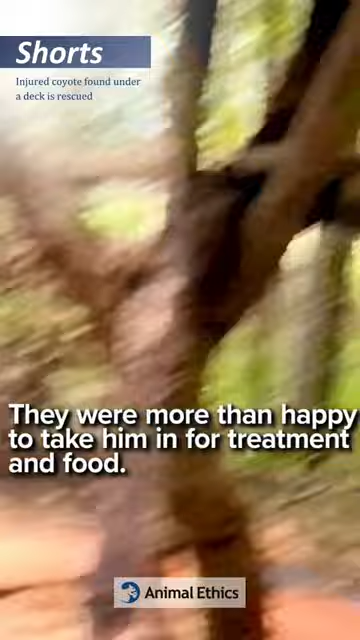 Shorts
Injured coyote found under
a deck is rescued
They were more than happy
to take him in for treatment
and food.
Animal Ethics